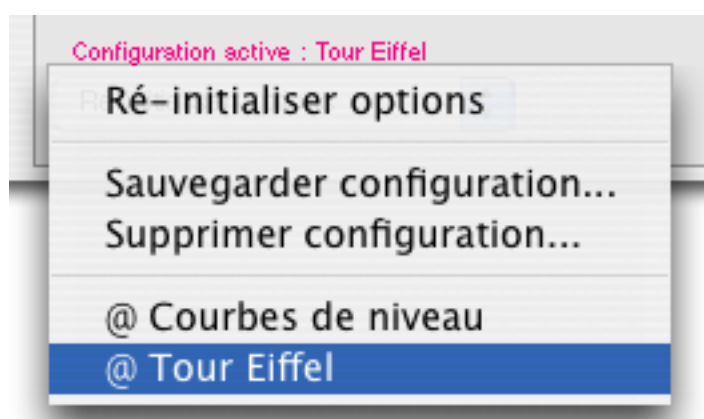 Configuration active : Tour Eiffel
Ré-initialiser options
Sauvegarder configuration...
Supprimer configuration...
@ Courbes de niveau
@ Tour Eiffel